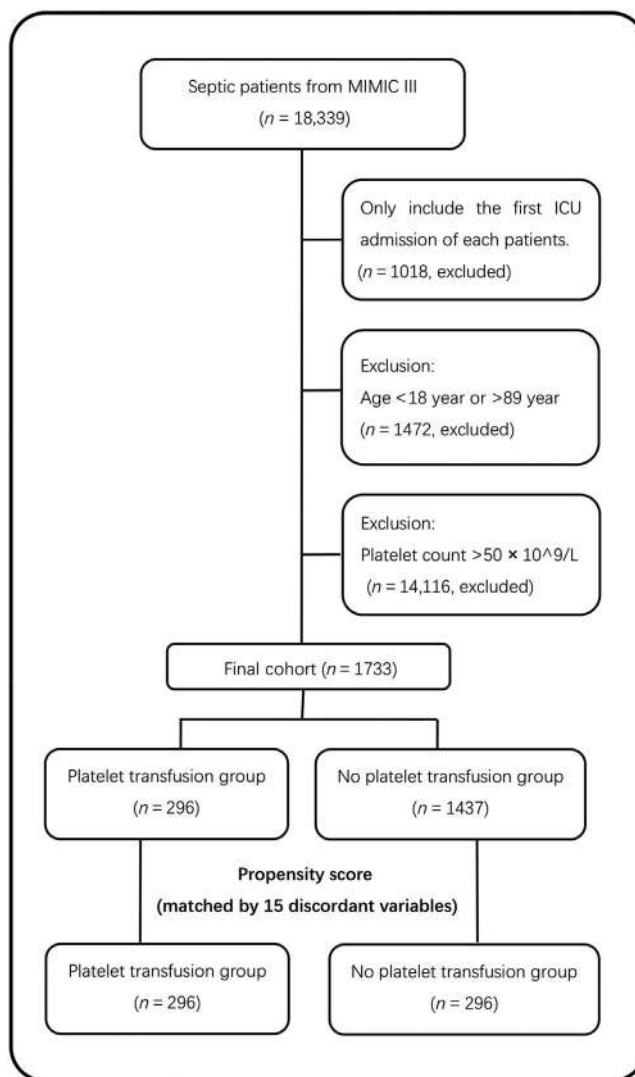 Septic patients from MIMIC III
(n = 18,339)
Only include the first ICU
admission of each patients.
(n = 1018, excluded)
Exclusion:
Age <18 year or >89 year
(n = 1472, excluded)
Exclusion:
Platelet count >50 × 10^9/L
(n = 14,116, excluded)
Final cohort (n = 1733)
Platelet transfusion group
(n = 296)
No platelet transfusion group
(n = 1437)
Propensity score
(matched by 15 discordant variables)
Platelet transfusion group
(n = 296)
No platelet transfusion group
(n = 296)